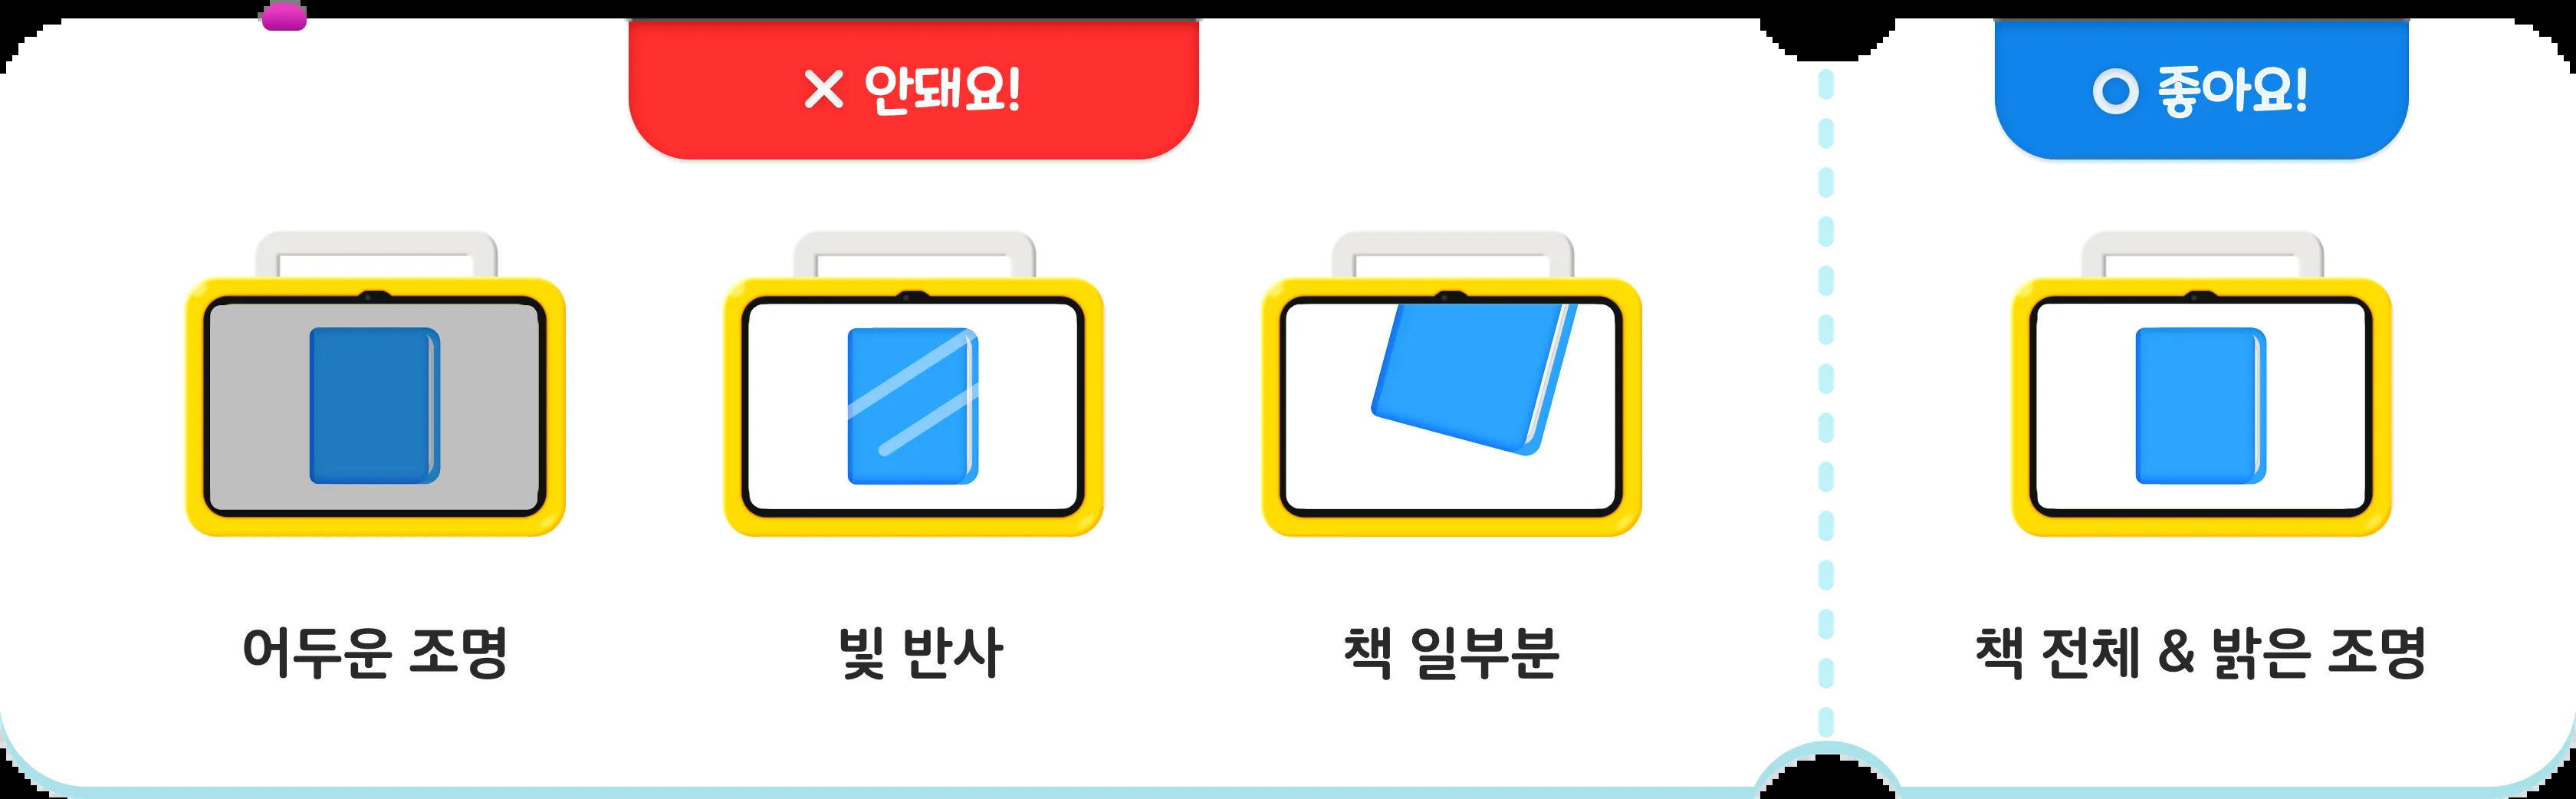 ✕ 안돼요!
어두운 조명
빛 반사
책 일부분
○ 좋아요!
책 전체 & 밝은 조명